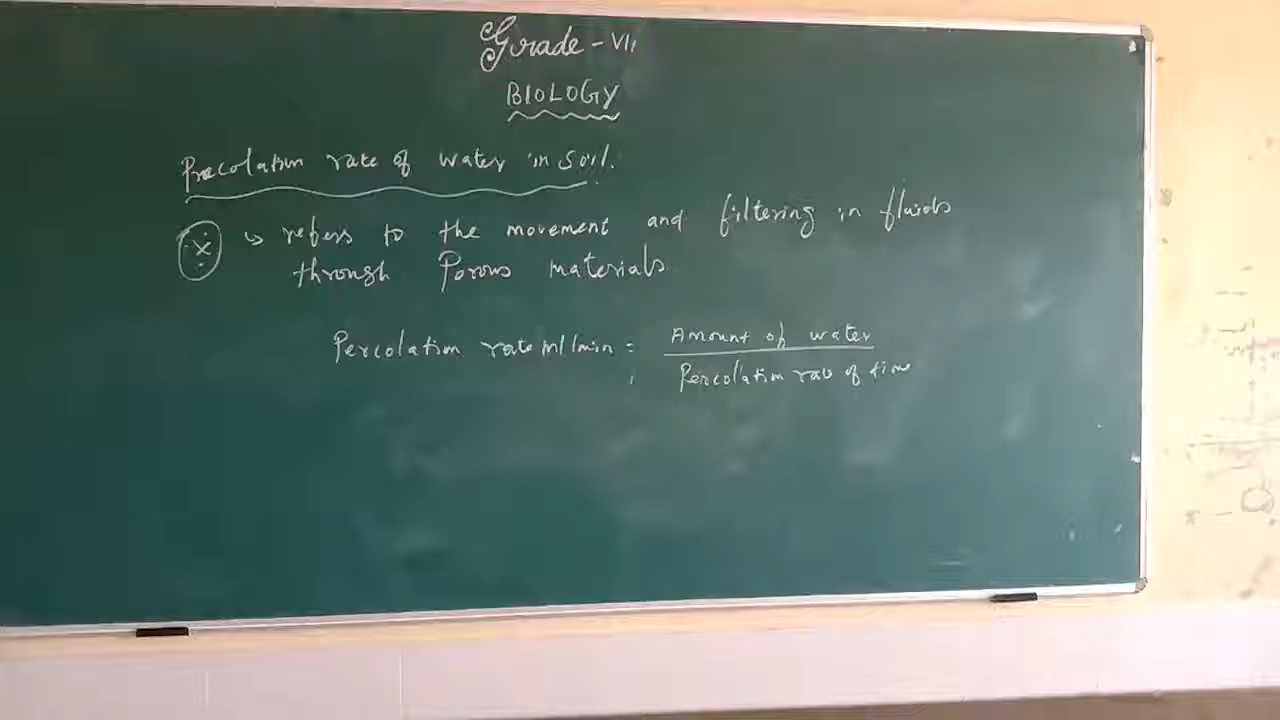 Grade - VII
BIOLOGY
Precolation rate of water in soil.
↳ refers to the movement and filtering in fluids
through Porous materials.
Percolation rate ml/min = Amount of water
Percolation rate of time